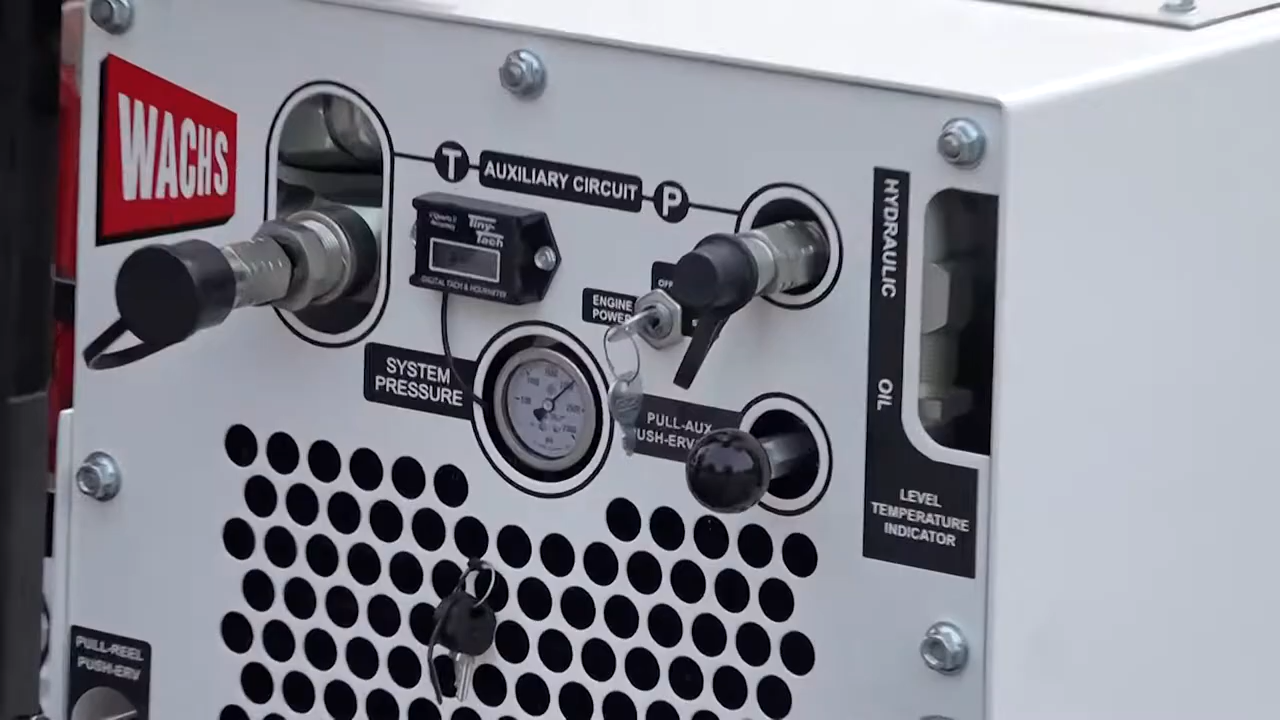 WACHS
T
AUXILIARY CIRCUIT
P
Tiny-
Tach
DIGITAL TACH & HOURMETER
OFF
ENGINE
POWER
SYSTEM
PRESSURE
PULL-AUX
PUSH-ERV
HYDRAULIC
OIL
LEVEL
TEMPERATURE
INDICATOR
PULL-REEL
PUSH-ERV